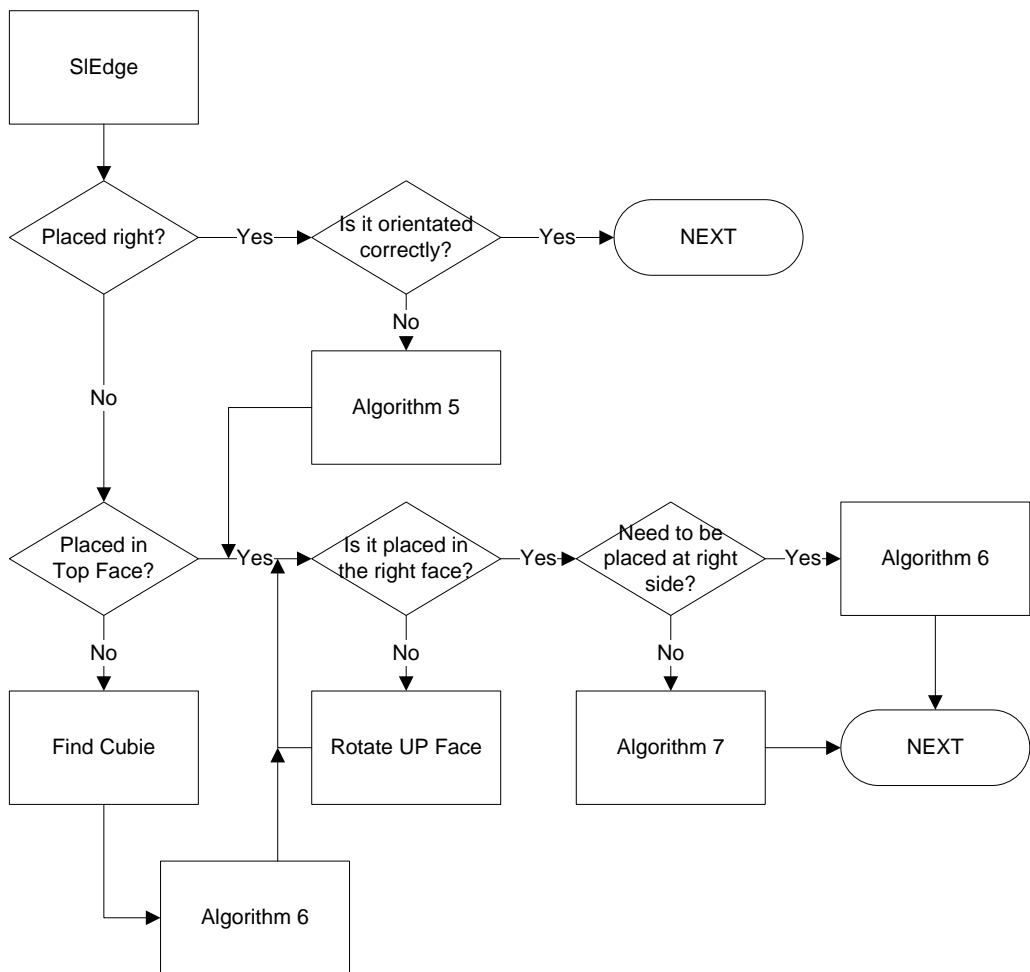 SlEdge
Placed right?
Yes
Is it orientated
correctly?
Yes
NEXT
No
Algorithm 5
No
Placed in
Top Face?
Yes
Is it placed in
the right face?
Yes
Need to be
placed at right
side?
Yes
Algorithm 6
No
No
No
Find Cubie
Rotate UP Face
Algorithm 7
NEXT
Algorithm 6